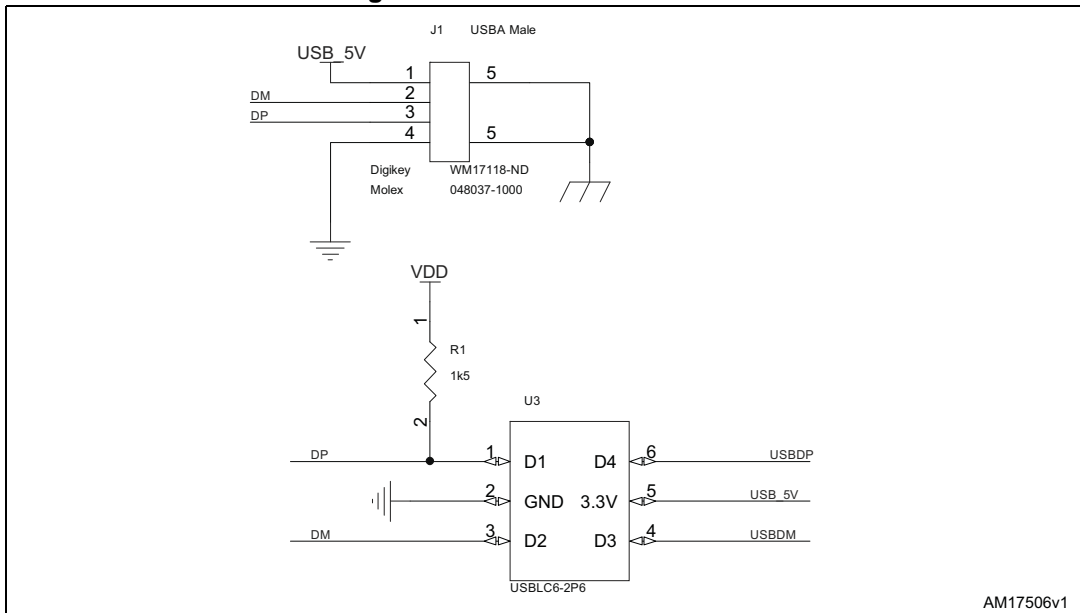 J1 USBA Male
USB_5V
1 5
DM 2
DP 3
4 5
Digikey WM17118-ND
Molex 048037-1000
VDD
1
R1
1k5
2
U3
DP 1 D1 D4 6 USBDP
2 GND 3.3V 5 USB_5V
DM 3 D2 D3 4 USBDM
USBLC6-2P6
AM17506v1